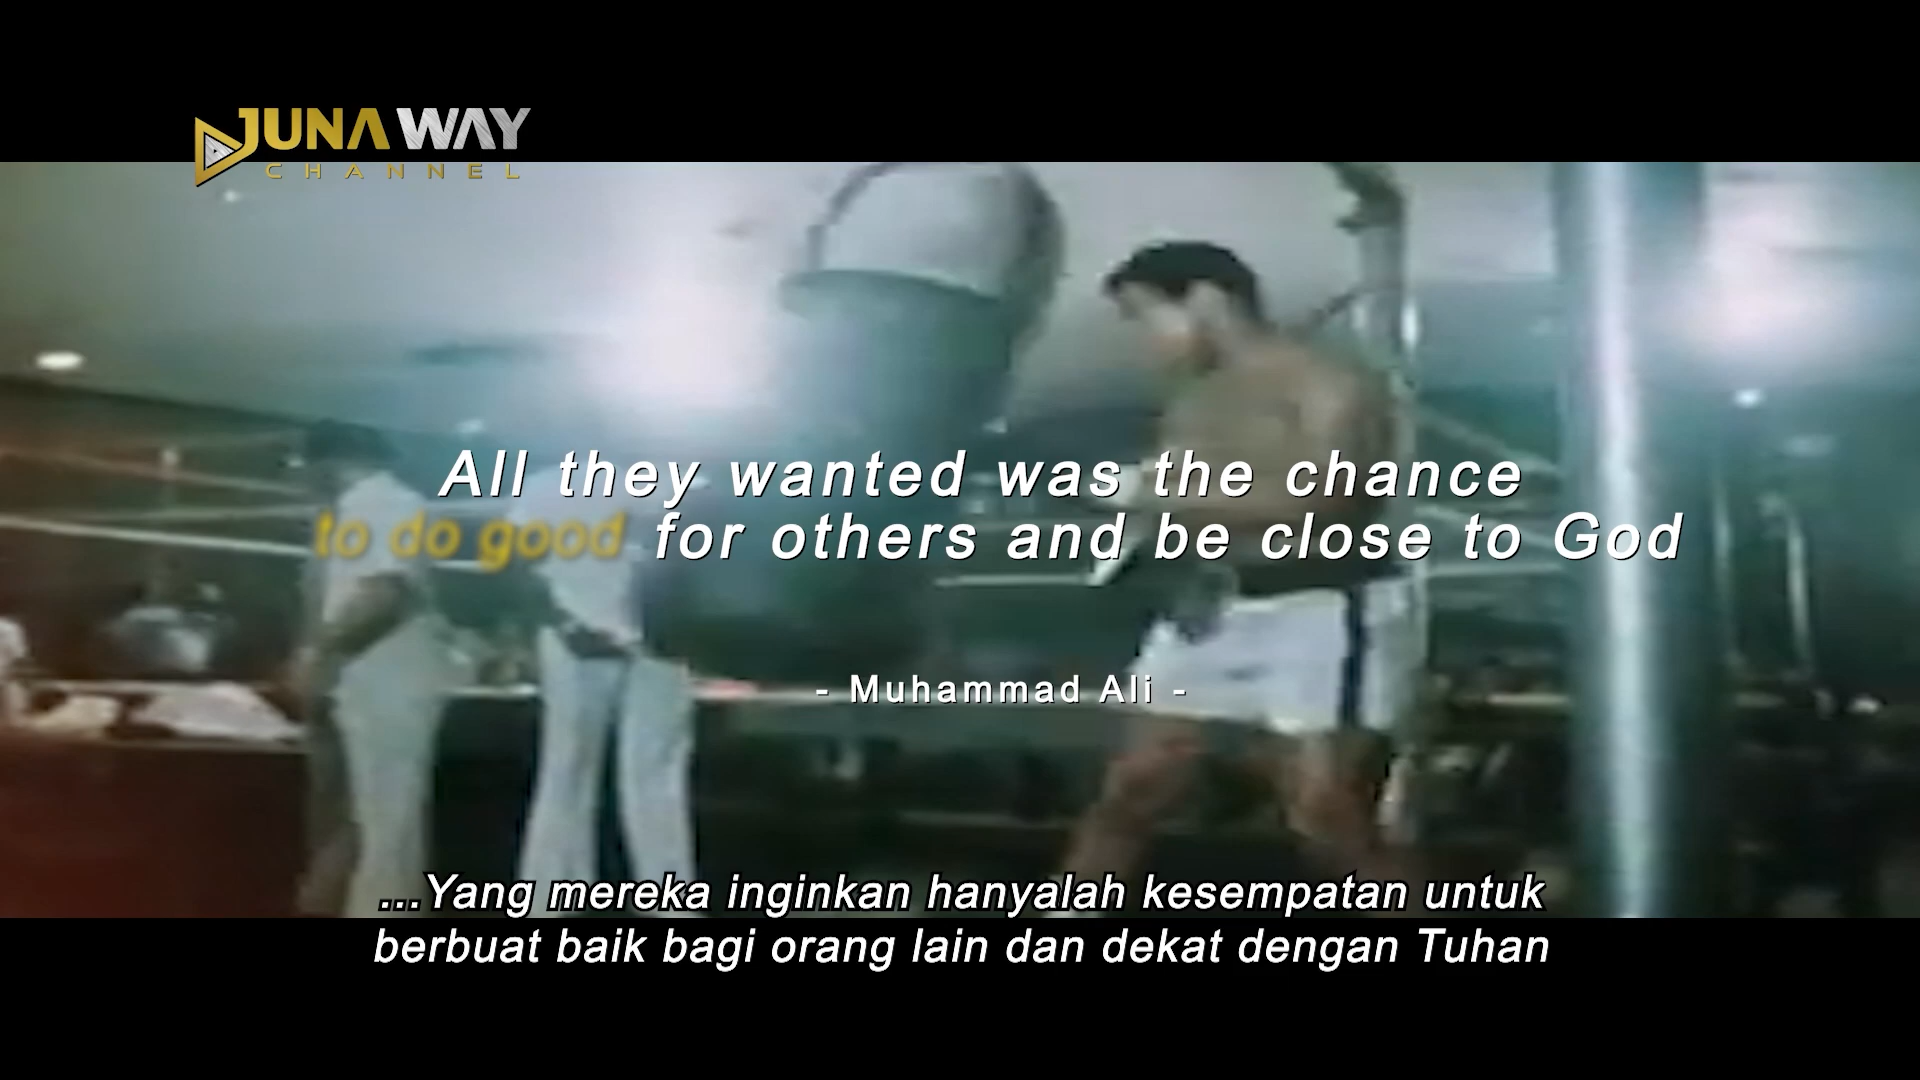 JUNA WAY
CHANNEL
All they wanted was the chance
to do good for others and be close to God
- Muhammad Ali -
...Yang mereka inginkan hanyalah kesempatan untuk
berbuat baik bagi orang lain dan dekat dengan Tuhan